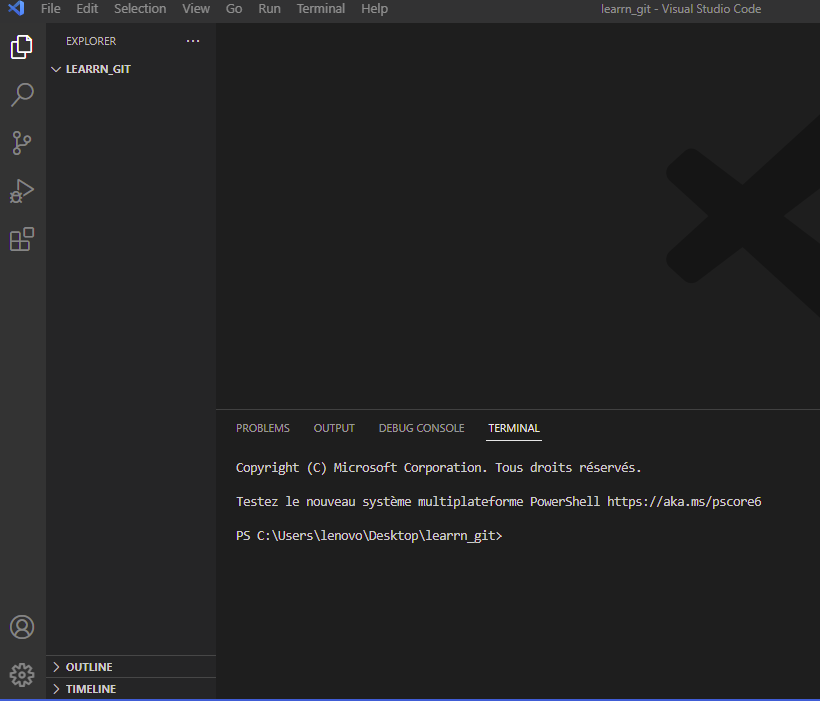 File Edit Selection View Go Run Terminal Help learrn_git - Visual Studio Code
EXPLORER ...
LEARRN_GIT
PROBLEMS OUTPUT DEBUG CONSOLE TERMINAL
Copyright (C) Microsoft Corporation. Tous droits réservés.
Testez le nouveau système multiplateforme PowerShell https://aka.ms/pscore6
PS C:\Users\lenovo\Desktop\learrn_git>
OUTLINE
TIMELINE